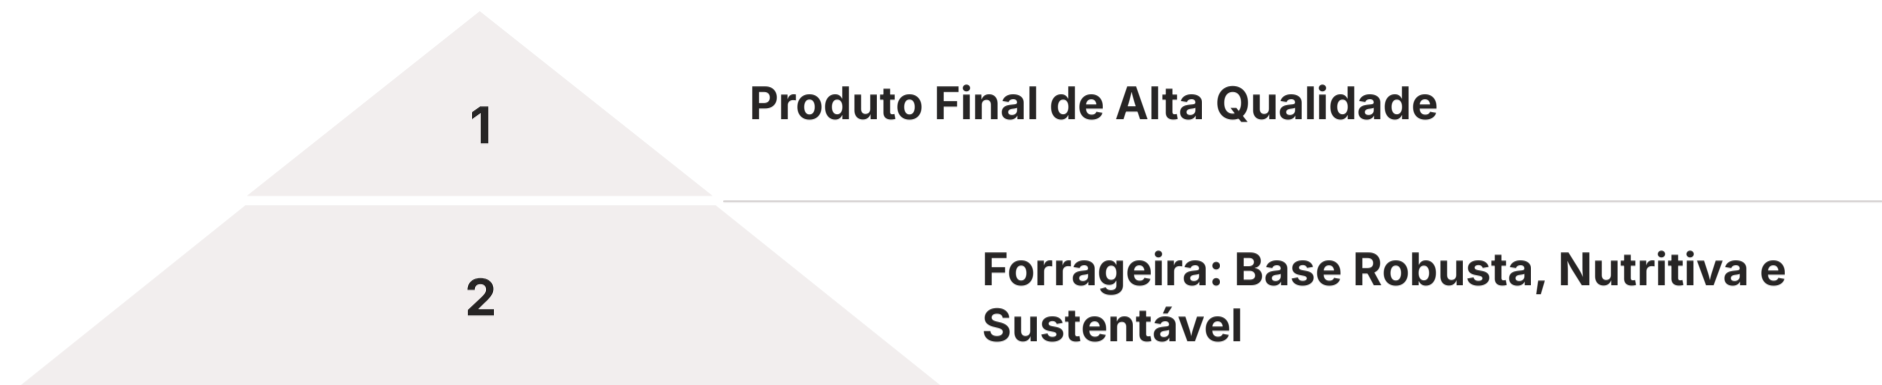 1
Produto Final de Alta Qualidade
2
Forrageira: Base Robusta, Nutritiva e
Sustentável